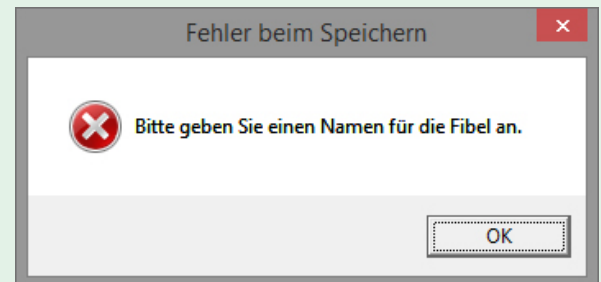 Fehler beim Speichern
Bitte geben Sie einen Namen für die Fibel an.
OK